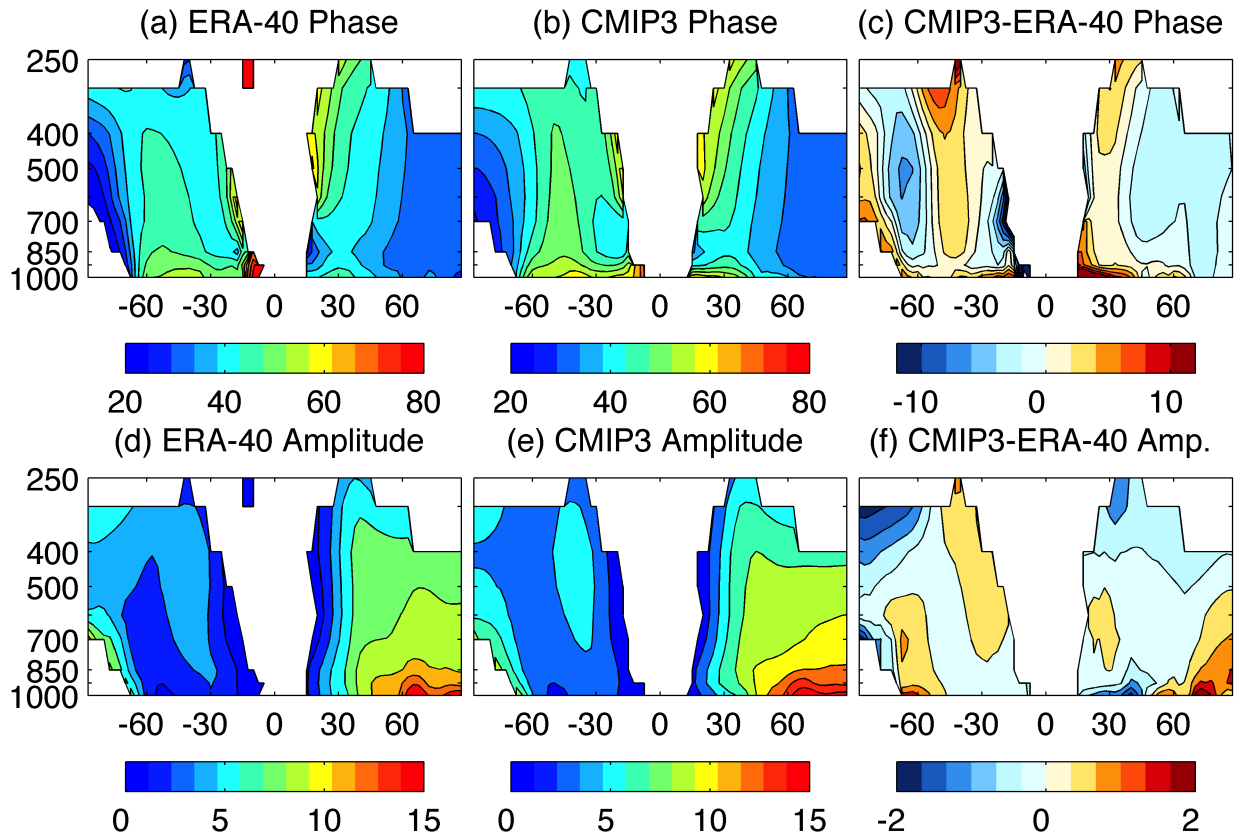 (a) ERA-40 Phase (b) CMIP3 Phase (c) CMIP3-ERA-40 Phase
250
400
500
700
850
1000
-60 -30 0 30 60 -60 -30 0 30 60 -60 -30 0 30 60
20 40 60 80 20 40 60 80 -10 0 10
(d) ERA-40 Amplitude (e) CMIP3 Amplitude (f) CMIP3-ERA-40 Amp.
250
400
500
700
850
1000
-60 -30 0 30 60 -60 -30 0 30 60 -60 -30 0 30 60
0 5 10 15 0 5 10 15 -2 0 2